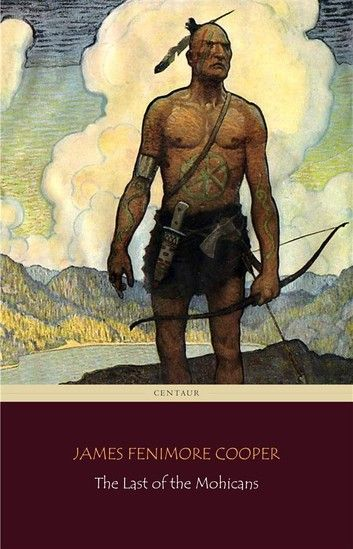 CENTAUR
JAMES FENIMORE COOPER
The Last of the Mohicans